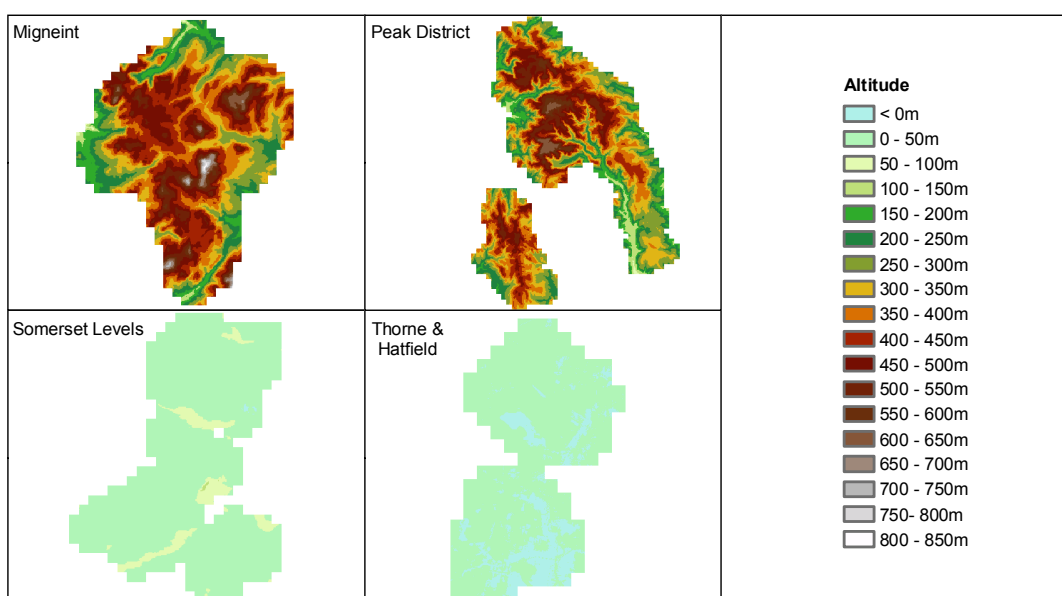 Migneint
Peak District
Somerset Levels
Thorne &
Hatfield
Altitude
< 0m
0 - 50m
50 - 100m
100 - 150m
150 - 200m
200 - 250m
250 - 300m
300 - 350m
350 - 400m
400 - 450m
450 - 500m
500 - 550m
550 - 600m
600 - 650m
650 - 700m
700 - 750m
750- 800m
800 - 850m